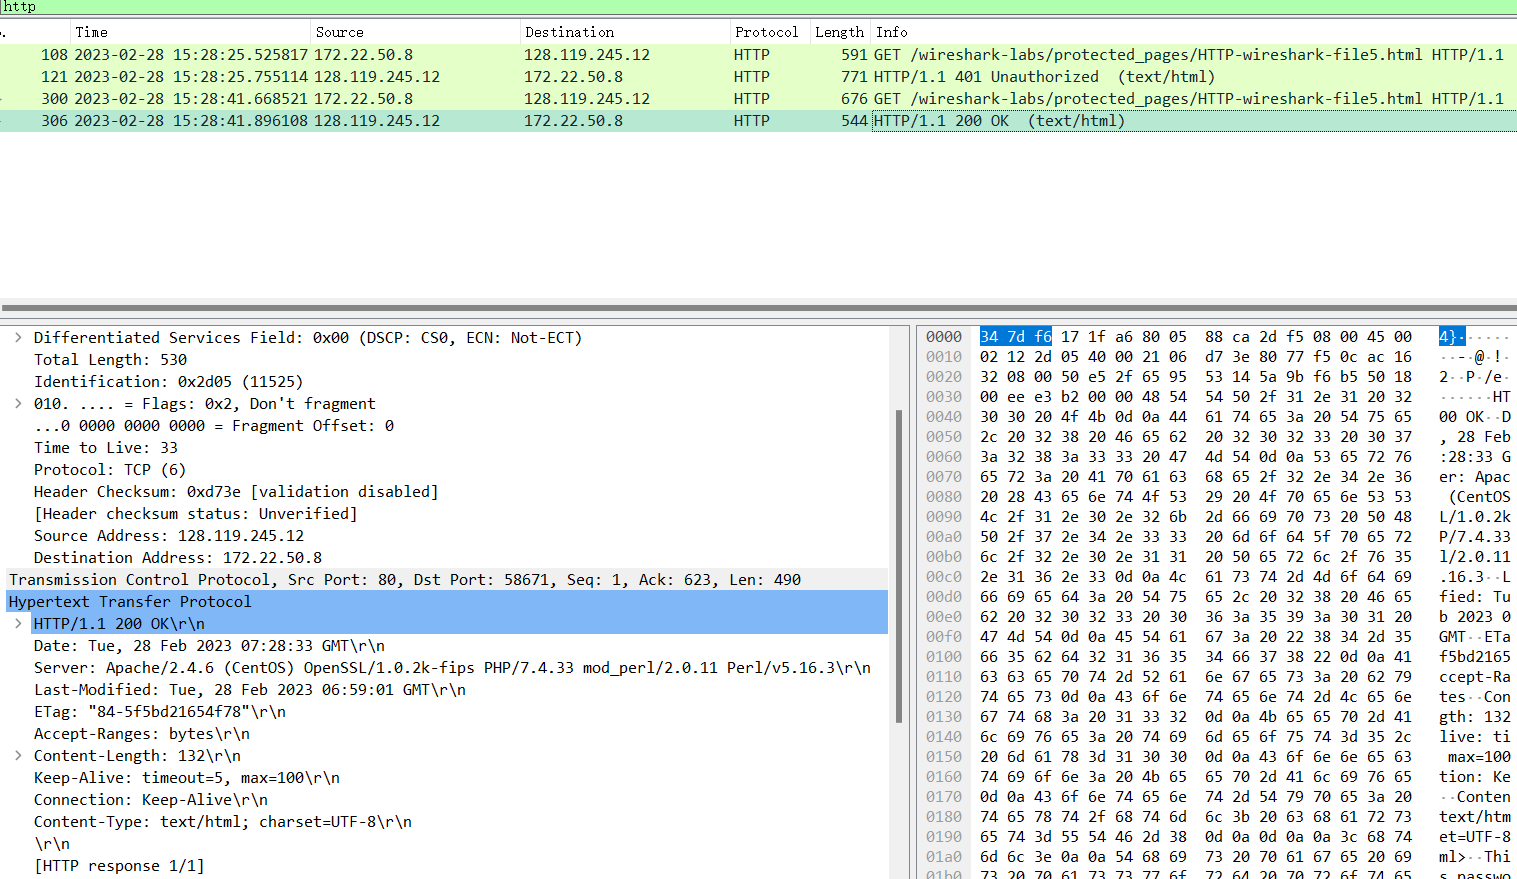 http
.	Time	Source	Destination	Protocol	Length	Info
108	2023-02-28 15:28:25.525817	172.22.50.8	128.119.245.12	HTTP	591	GET /wireshark-labs/protected_pages/HTTP-wireshark-file5.html HTTP/1.1
121	2023-02-28 15:28:25.755114	128.119.245.12	172.22.50.8	HTTP	771	HTTP/1.1 401 Unauthorized  (text/html)
300	2023-02-28 15:28:41.668521	172.22.50.8	128.119.245.12	HTTP	676	GET /wireshark-labs/protected_pages/HTTP-wireshark-file5.html HTTP/1.1
306	2023-02-28 15:28:41.896108	128.119.245.12	172.22.50.8	HTTP	544	HTTP/1.1 200 OK  (text/html)
Differentiated Services Field: 0x00 (DSCP: CS0, ECN: Not-ECT)
Total Length: 530
Identification: 0x2d05 (11525)
010. .... = Flags: 0x2, Don't fragment
...0 0000 0000 0000 = Fragment Offset: 0
Time to Live: 33
Protocol: TCP (6)
Header Checksum: 0xd73e [validation disabled]
[Header checksum status: Unverified]
Source Address: 128.119.245.12
Destination Address: 172.22.50.8
Transmission Control Protocol, Src Port: 80, Dst Port: 58671, Seq: 1, Ack: 623, Len: 490
Hypertext Transfer Protocol
HTTP/1.1 200 OK\r\n
Date: Tue, 28 Feb 2023 07:28:33 GMT\r\n
Server: Apache/2.4.6 (CentOS) OpenSSL/1.0.2k-fips PHP/7.4.33 mod_perl/2.0.11 Perl/v5.16.3\r\n
Last-Modified: Tue, 28 Feb 2023 06:59:01 GMT\r\n
ETag: "84-5f5bd21654f78"\r\n
Accept-Ranges: bytes\r\n
Content-Length: 132\r\n
Keep-Alive: timeout=5, max=100\r\n
Connection: Keep-Alive\r\n
Content-Type: text/html; charset=UTF-8\r\n
\r\n
[HTTP response 1/1]
0000 34 7d f6 17 1f a6 80 05 88 ca 2d f5 08 00 45 00 4}······
0010 02 12 2d 05 40 00 21 06 d7 3e 80 77 f5 0c ac 16 ··-·@·!·
0020 32 08 00 50 e5 2f 65 95 53 14 5a 9b f6 b5 50 18 2··P·/e·
0030 00 ee e3 b2 00 00 48 54 54 50 2f 31 2e 31 20 32 ······HT
0040 30 30 20 4f 4b 0d 0a 44 61 74 65 3a 20 54 75 65 00 OK··D
0050 2c 20 32 38 20 46 65 62 20 32 30 32 33 20 30 37 , 28 Feb
0060 3a 32 38 3a 33 33 20 47 4d 54 0d 0a 53 65 72 76 :28:33 G
0070 65 72 3a 20 41 70 61 63 68 65 2f 32 2e 34 2e 36 er: Apac
0080 20 28 43 65 6e 74 4f 53 29 20 4f 70 65 6e 53 53 (CentOS
0090 4c 2f 31 2e 30 2e 32 6b 2d 66 69 70 73 20 50 48 L/1.0.2k
00a0 50 2f 37 2e 34 2e 33 33 20 6d 6f 64 5f 70 65 72 P/7.4.33
00b0 6c 2f 32 2e 30 2e 31 31 20 50 65 72 6c 2f 76 35 l/2.0.11
00c0 2e 31 36 2e 33 0d 0a 4c 61 73 74 2d 4d 6f 64 69 .16.3··L
00d0 66 69 65 64 3a 20 54 75 65 2c 20 32 38 20 46 65 fied: Tu
00e0 62 20 32 30 32 33 20 30 36 3a 35 39 3a 30 31 20 b 2023 0
00f0 47 4d 54 0d 0a 45 54 61 67 3a 20 22 38 34 2d 35 GMT··ETa
0100 66 35 62 64 32 31 36 35 34 66 37 38 22 0d 0a 41 f5bd2165
0110 63 63 65 70 74 2d 52 61 6e 67 65 73 3a 20 62 79 ccept-Ra
0120 74 65 73 0d 0a 43 6f 6e 74 65 6e 74 2d 4c 65 6e tes··Con
0130 67 74 68 3a 20 31 33 32 0d 0a 4b 65 65 70 2d 41 gth: 132
0140 6c 69 76 65 3a 20 74 69 6d 65 6f 75 74 3d 35 2c live: ti
0150 20 6d 61 78 3d 31 30 30 0d 0a 43 6f 6e 6e 65 63 max=100
0160 74 69 6f 6e 3a 20 4b 65 65 70 2d 41 6c 69 76 65 tion: Ke
0170 0d 0a 43 6f 6e 74 65 6e 74 2d 54 79 70 65 3a 20 ··Conten
0180 74 65 78 74 2f 68 74 6d 6c 3b 20 63 68 61 72 73 text/htm
0190 65 74 3d 55 54 46 2d 38 0d 0a 0d 0a 0a 3c 68 74 et=UTF-8
01a0 6d 6c 3e 0a 0a 54 68 69 73 20 70 61 67 65 20 69 ml>··Thi
01b0 73 20 70 61 73 73 77 6f 72 64 20 70 72 6f 74 65 s passwo